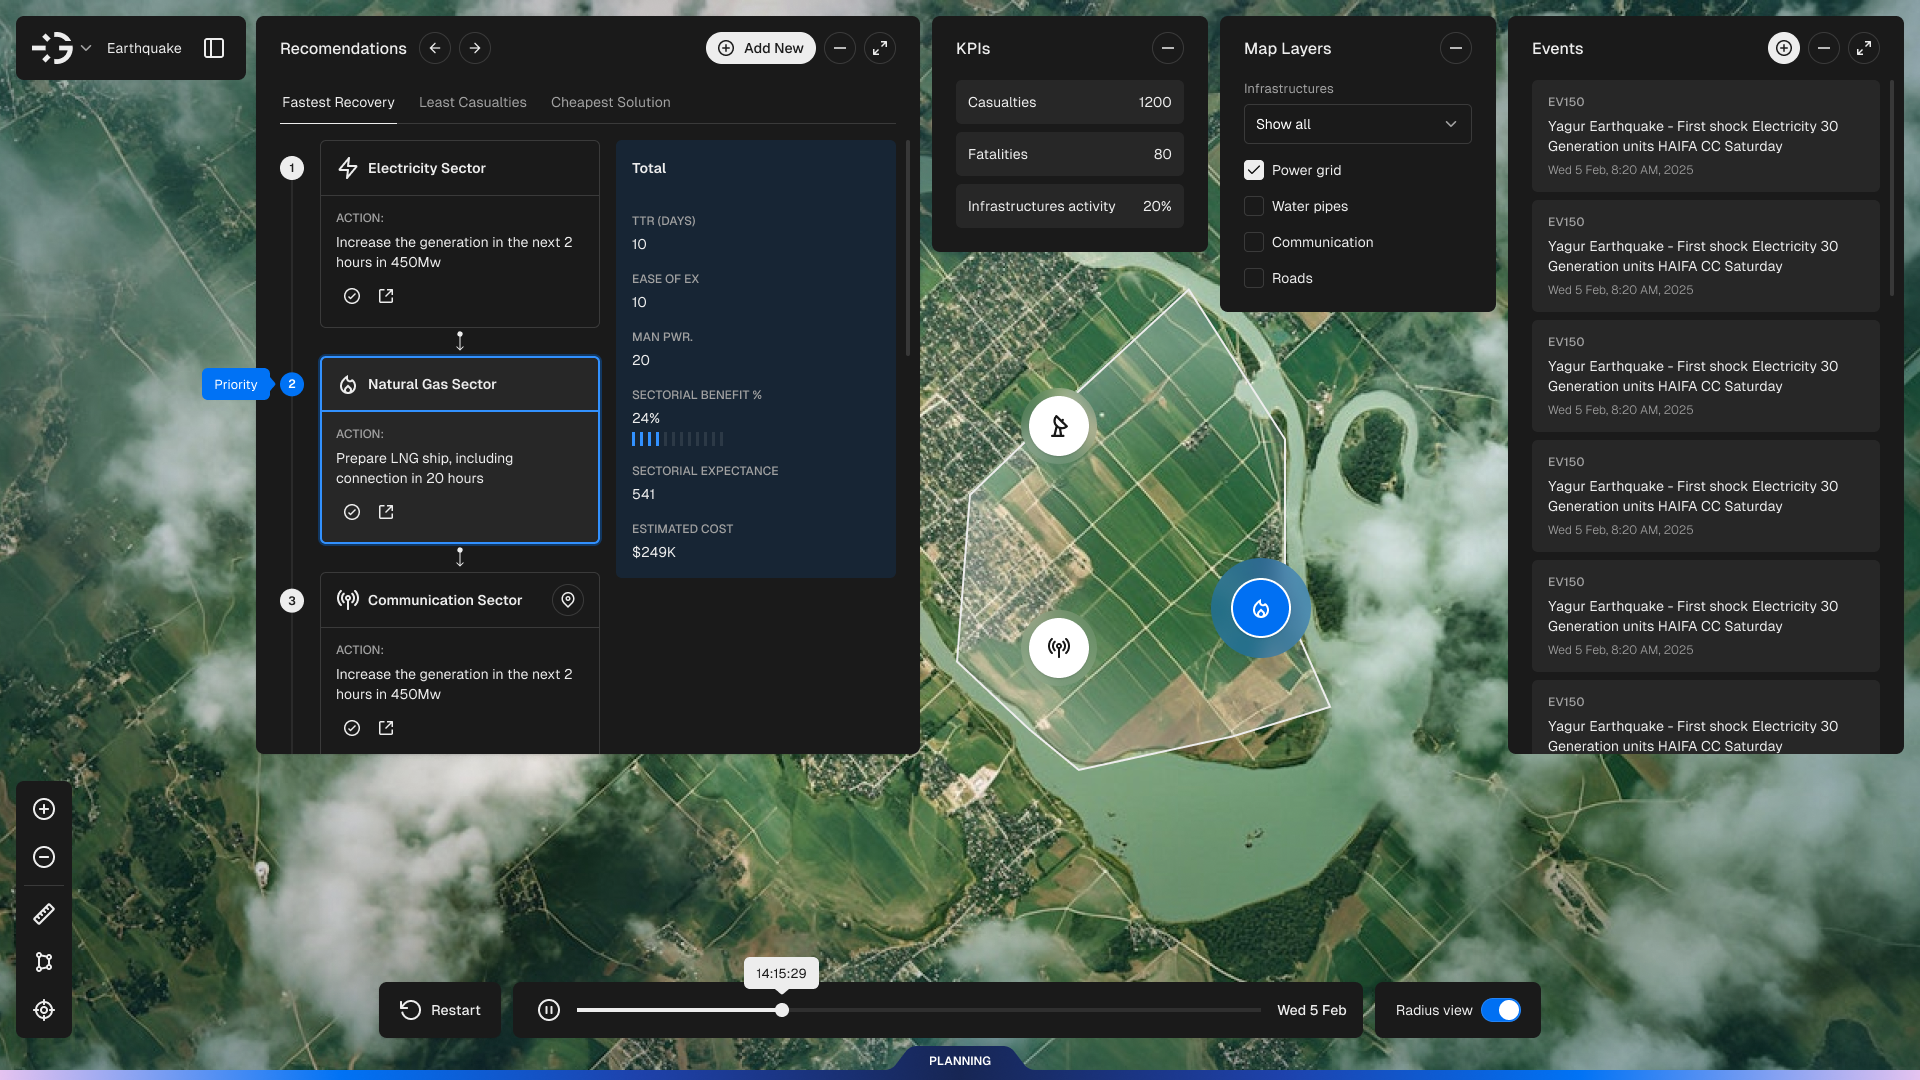 Earthquake
Recomendations
Add New
Fastest Recovery
Least Casualties
Cheapest Solution
1
Electricity Sector
ACTION:
Increase the generation in the next 2
hours in 450Mw
Priority
2
Natural Gas Sector
ACTION:
Prepare LNG ship, including
connection in 20 hours
3
Communication Sector
ACTION:
Increase the generation in the next 2
hours in 450Mw
Total
TTR (DAYS)
10
EASE OF EX
10
MAN PWR.
20
SECTORIAL BENEFIT %
24%
SECTORIAL EXPECTANCE
541
ESTIMATED COST
$249K
KPIs
Casualties 1200
Fatalities 80
Infrastructures activity 20%
Map Layers
Infrastructures
Show all
Power grid
Water pipes
Communication
Roads
Events
EV150
Yagur Earthquake - First shock Electricity 30
Generation units HAIFA CC Saturday
Wed 5 Feb, 8:20 AM, 2025
EV150
Yagur Earthquake - First shock Electricity 30
Generation units HAIFA CC Saturday
Wed 5 Feb, 8:20 AM, 2025
EV150
Yagur Earthquake - First shock Electricity 30
Generation units HAIFA CC Saturday
Wed 5 Feb, 8:20 AM, 2025
EV150
Yagur Earthquake - First shock Electricity 30
Generation units HAIFA CC Saturday
Wed 5 Feb, 8:20 AM, 2025
EV150
Yagur Earthquake - First shock Electricity 30
Generation units HAIFA CC Saturday
Wed 5 Feb, 8:20 AM, 2025
EV150
Yagur Earthquake - First shock Electricity 30
Generation units HAIFA CC Saturday
14:15:29
Restart
Wed 5 Feb
Radius view
PLANNING